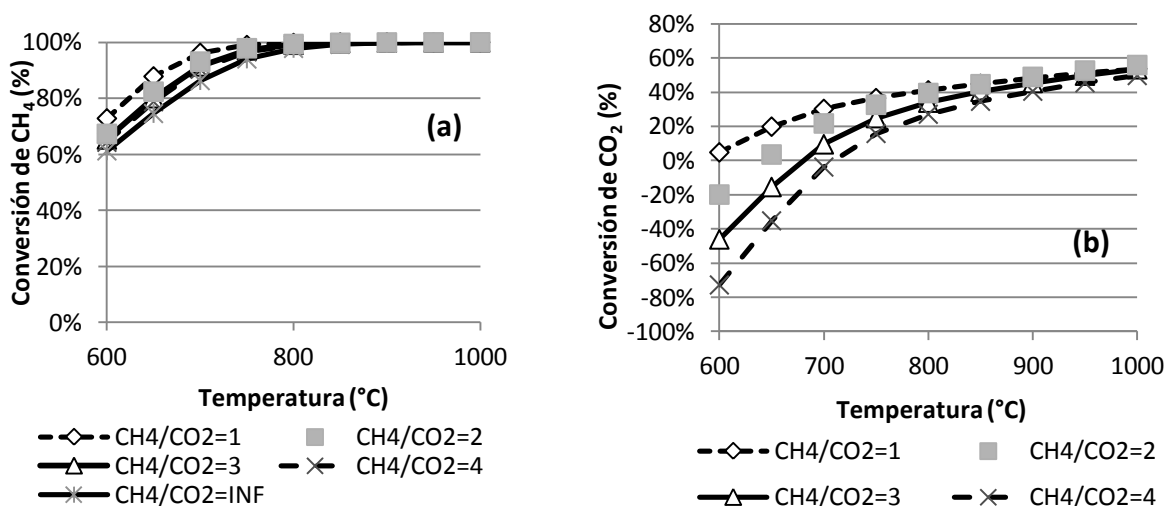 Conversión de CH4 (%)
100%
80%
60%
40%
20%
0%
600
800
1000
Temperatura (°C)
(a)
CH4/CO2=1
CH4/CO2=2
CH4/CO2=3
CH4/CO2=4
CH4/CO2=INF
Conversión de CO2 (%)
80%
60%
40%
20%
0%
-20%
-40%
-60%
-80%
-100%
600
700
800
900
1000
Temperatura (°C)
(b)
CH4/CO2=1
CH4/CO2=2
CH4/CO2=3
CH4/CO2=4